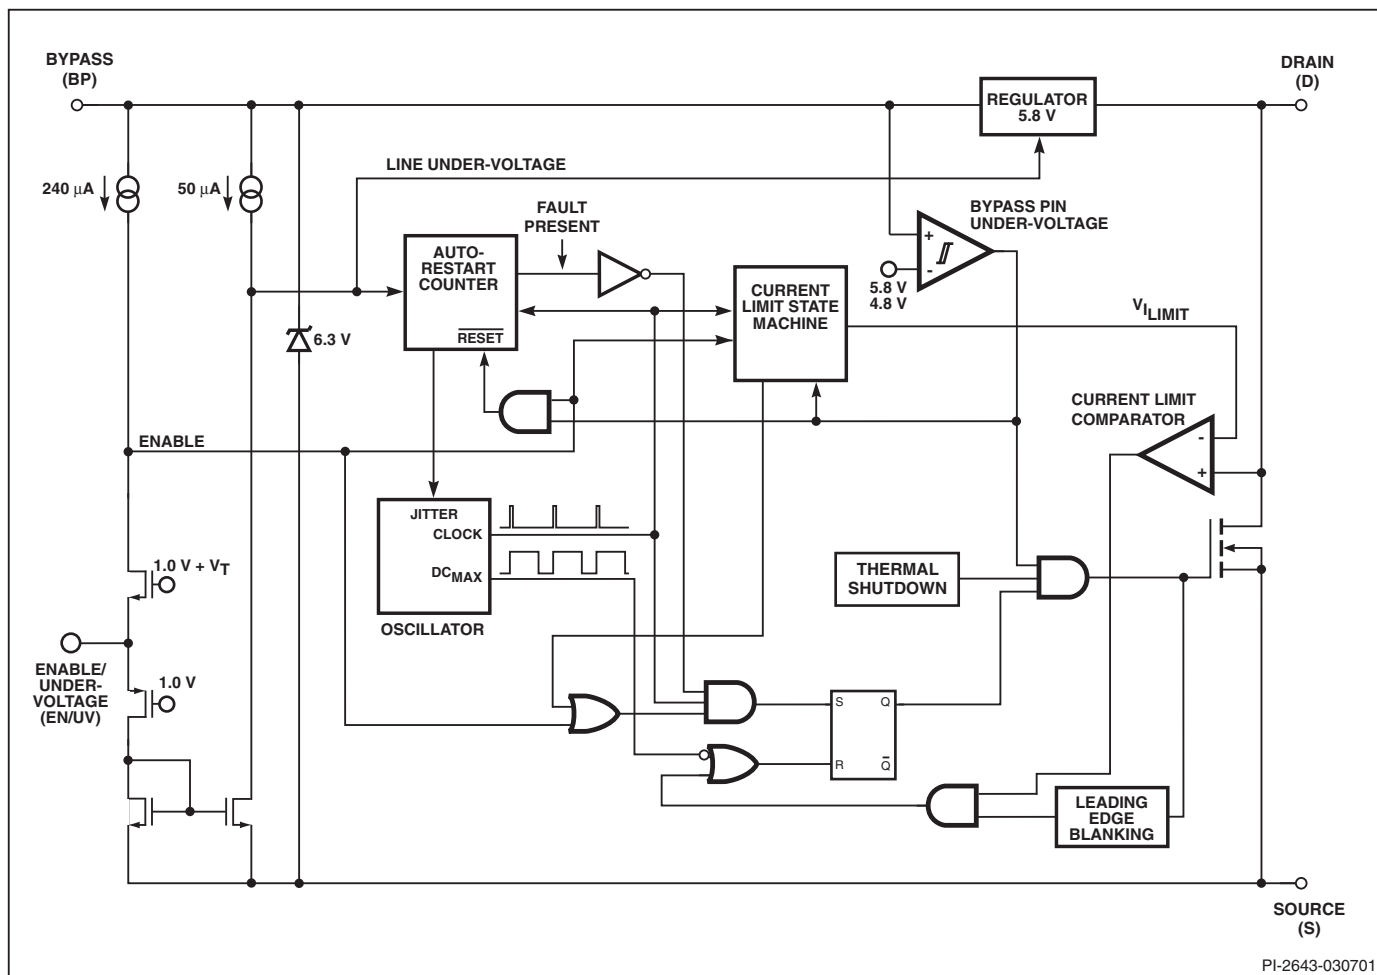 BYPASS
(BP)
DRAIN
(D)
REGULATOR
5.8 V
LINE UNDER-VOLTAGE
240 μA
50 μA
FAULT
PRESENT
BYPASS PIN
UNDER-VOLTAGE
AUTO-
RESTART
COUNTER
RESET
+
-
5.8 V
4.8 V
CURRENT
LIMIT STATE
MACHINE
VILIMIT
6.3 V
CURRENT LIMIT
COMPARATOR
-
+
ENABLE
JITTER
CLOCK
DCMAX
OSCILLATOR
1.0 V + VT
THERMAL
SHUTDOWN
ENABLE/
UNDER-
VOLTAGE
(EN/UV)
1.0 V
S Q
R Q
LEADING
EDGE
BLANKING
SOURCE
(S)
PI-2643-030701